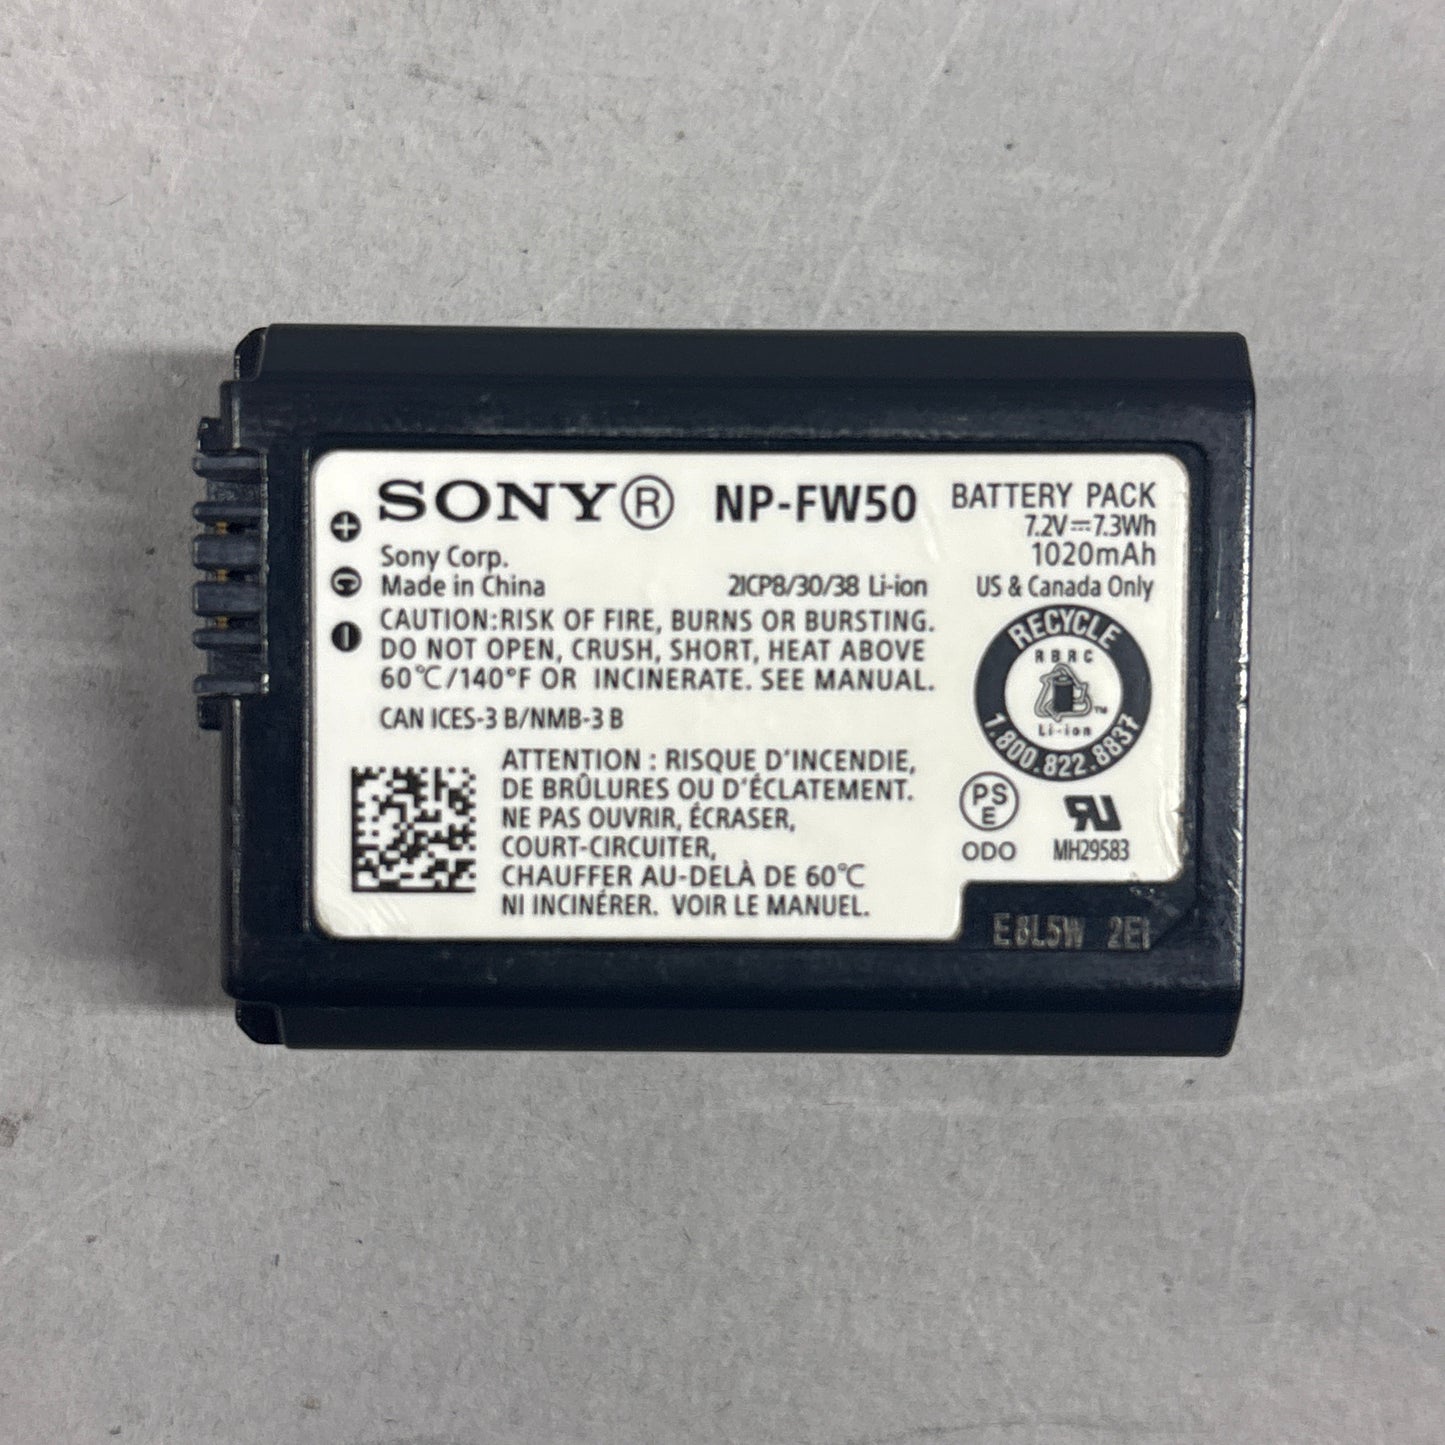 SONY® NP-FW50 BATTERY PACK
7.2V⎓7.3Wh
1020mAh
Sony Corp.
Made in China 2ICP8/30/38 Li-ion US & Canada Only
CAUTION:RISK OF FIRE, BURNS OR BURSTING.
DO NOT OPEN, CRUSH, SHORT, HEAT ABOVE
60℃/140°F OR INCINERATE. SEE MANUAL.
CAN ICES-3 B/NMB-3 B
RECYCLE
RBRC
TM
Li-ion
1.800.822.8837
ATTENTION : RISQUE D'INCENDIE,
DE BRÛLURES OU D'ÉCLATEMENT.
NE PAS OUVRIR, ÉCRASER,
COURT-CIRCUITER,
CHAUFFER AU-DELÀ DE 60℃
NI INCINÉRER. VOIR LE MANUEL.
PS
E
ODO
RU
MH29583
E8L5W 2EI